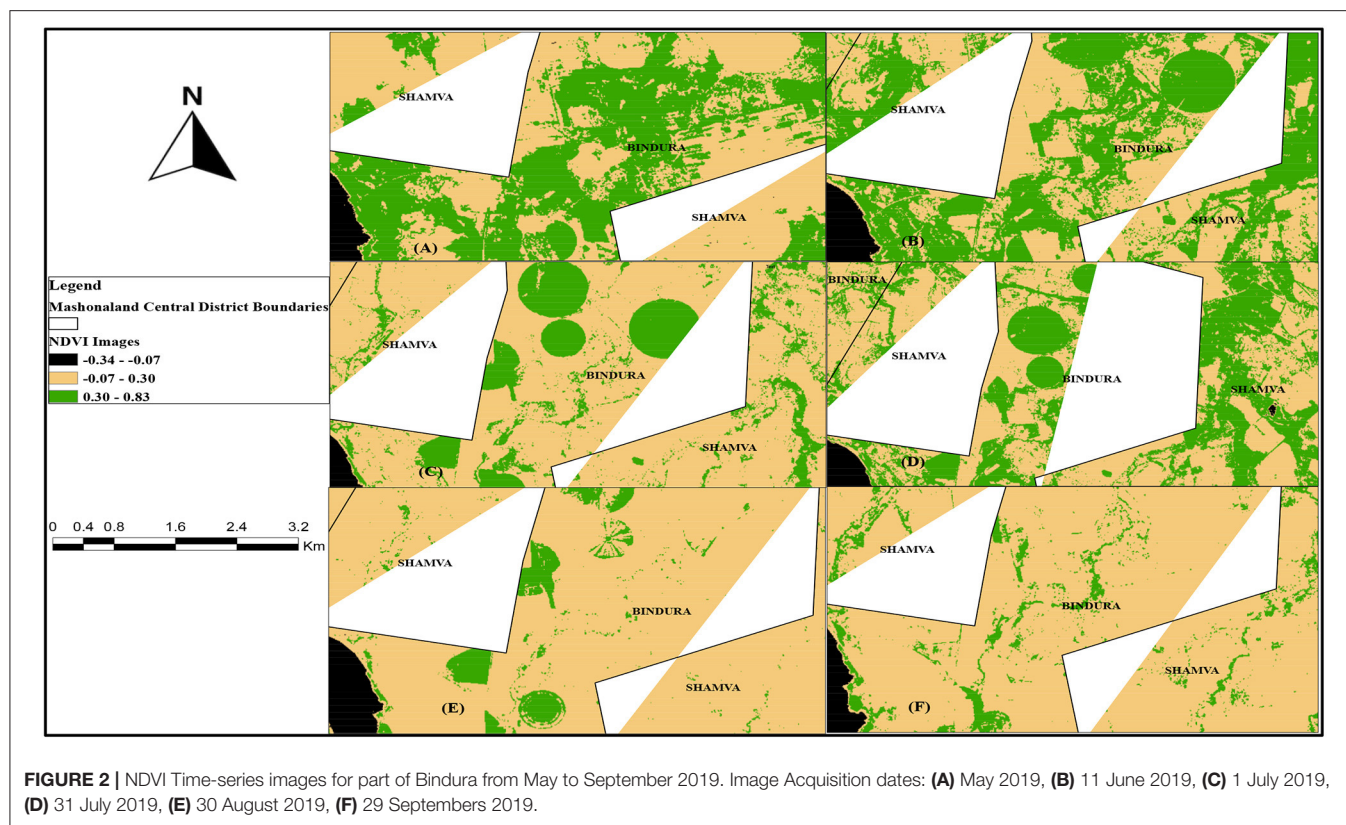 N
Legend
Mashonaland Central District Boundaries
NDVI Images
-0.34 - -0.07
-0.07 - 0.30
0.30 - 0.83
0 0.4 0.8 1.6 2.4 3.2
Km
SHAMVA
BINDURA
SHAMVA
(A)
SHAMVA
BINDURA
SHAMVA
(B)
SHAMVA
BINDURA
SHAMVA
(C)
BINDURA
SHAMVA
BINDURA
SHAMVA
(D)
SHAMVA
BINDURA
SHAMVA
(E)
SHAMVA
BINDURA
SHAMVA
(F)
FIGURE 2 | NDVI Time-series images for part of Bindura from May to September 2019. Image Acquisition dates: (A) May 2019, (B) 11 June 2019, (C) 1 July 2019,
(D) 31 July 2019, (E) 30 August 2019, (F) 29 Septembers 2019.